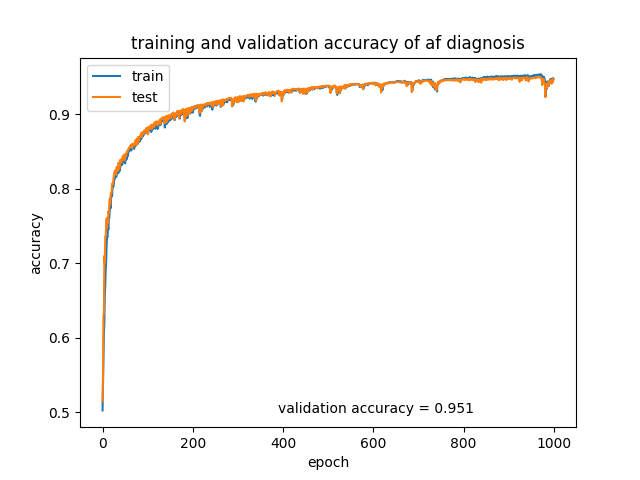 training and validation accuracy of af diagnosis
train
test
0.9
0.8
0.7
0.6
0.5
accuracy
validation accuracy = 0.951
0
200
400
600
800
1000
epoch